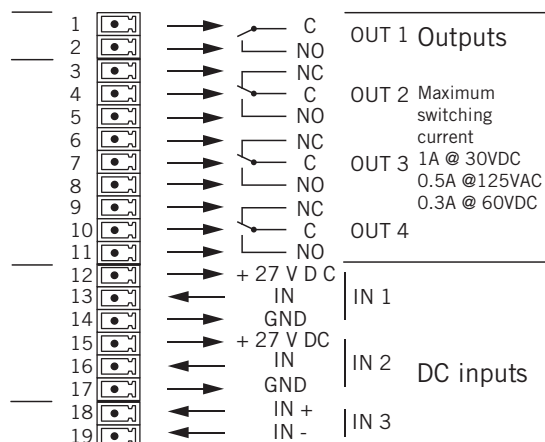 1 C
2 NO OUT 1 Outputs
3 NC
4 C OUT 2 Maximum
5 NO switching
6 NC current
7 C OUT 3 1A @ 30VDC
8 NO 0.5A @125VAC
9 NC 0.3A @ 60VDC
10 C OUT 4
11 NO
12 + 27 V D C
13 IN IN 1
14 GND
15 + 27 V DC
16 IN IN 2 DC inputs
17 GND
18 IN + IN 3
19 IN -